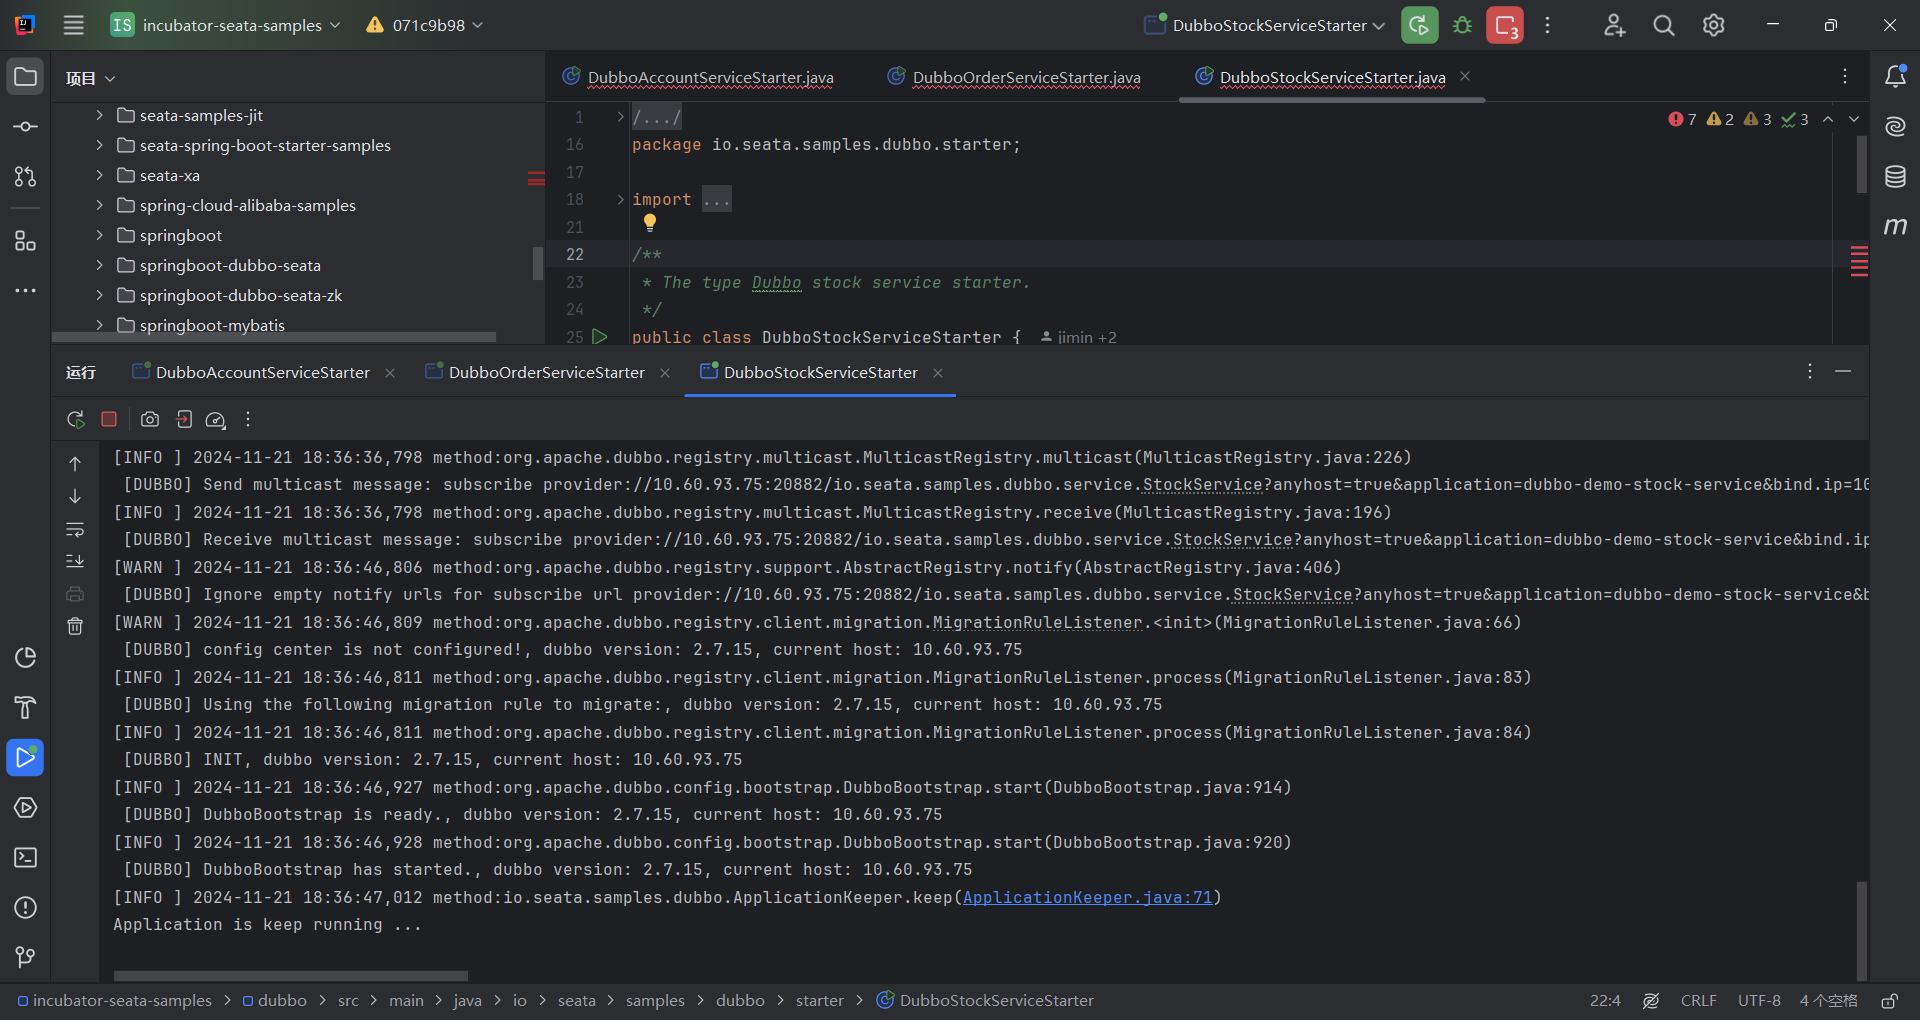 IS incubator-seata-samples 071c9b98 DubboStockServiceStarter 3
项目
DubboAccountServiceStarter.java DubboOrderServiceStarter.java DubboStockServiceStarter.java
seata-samples-jit
seata-spring-boot-starter-samples
seata-xa
spring-cloud-alibaba-samples
springboot
springboot-dubbo-seata
springboot-dubbo-seata-zk
springboot-mybatis
7 2 3 3
1 /.../
16 package io.seata.samples.dubbo.starter;
17
18 import ...
21
22 /**
23 * The type Dubbo stock service starter.
24 */
25 public class DubboStockServiceStarter { jimin +2
m
运行 DubboAccountServiceStarter DubboOrderServiceStarter DubboStockServiceStarter
[INFO ] 2024-11-21 18:36:36,798 method:org.apache.dubbo.registry.multicast.MulticastRegistry.multicast(MulticastRegistry.java:226)
[DUBBO] Send multicast message: subscribe provider://10.60.93.75:20882/io.seata.samples.dubbo.service.StockService?anyhost=true&application=dubbo-demo-stock-service&bind.ip=10
[INFO ] 2024-11-21 18:36:36,798 method:org.apache.dubbo.registry.multicast.MulticastRegistry.receive(MulticastRegistry.java:196)
[DUBBO] Receive multicast message: subscribe provider://10.60.93.75:20882/io.seata.samples.dubbo.service.StockService?anyhost=true&application=dubbo-demo-stock-service&bind.ip
[WARN ] 2024-11-21 18:36:46,806 method:org.apache.dubbo.registry.support.AbstractRegistry.notify(AbstractRegistry.java:406)
[DUBBO] Ignore empty notify urls for subscribe url provider://10.60.93.75:20882/io.seata.samples.dubbo.service.StockService?anyhost=true&application=dubbo-demo-stock-service&b
[WARN ] 2024-11-21 18:36:46,809 method:org.apache.dubbo.registry.client.migration.MigrationRuleListener.<init>(MigrationRuleListener.java:66)
[DUBBO] config center is not configured!, dubbo version: 2.7.15, current host: 10.60.93.75
[INFO ] 2024-11-21 18:36:46,811 method:org.apache.dubbo.registry.client.migration.MigrationRuleListener.process(MigrationRuleListener.java:83)
[DUBBO] Using the following migration rule to migrate:, dubbo version: 2.7.15, current host: 10.60.93.75
[INFO ] 2024-11-21 18:36:46,811 method:org.apache.dubbo.registry.client.migration.MigrationRuleListener.process(MigrationRuleListener.java:84)
[DUBBO] INIT, dubbo version: 2.7.15, current host: 10.60.93.75
[INFO ] 2024-11-21 18:36:46,927 method:org.apache.dubbo.config.bootstrap.DubboBootstrap.start(DubboBootstrap.java:914)
[DUBBO] DubboBootstrap is ready., dubbo version: 2.7.15, current host: 10.60.93.75
[INFO ] 2024-11-21 18:36:46,928 method:org.apache.dubbo.config.bootstrap.DubboBootstrap.start(DubboBootstrap.java:920)
[DUBBO] DubboBootstrap has started., dubbo version: 2.7.15, current host: 10.60.93.75
[INFO ] 2024-11-21 18:36:47,012 method:io.seata.samples.dubbo.ApplicationKeeper.keep(ApplicationKeeper.java:71)
Application is keep running ...
incubator-seata-samples > dubbo > src > main > java > io > seata > samples > dubbo > starter > DubboStockServiceStarter 22:4 CRLF UTF-8 4 个空格